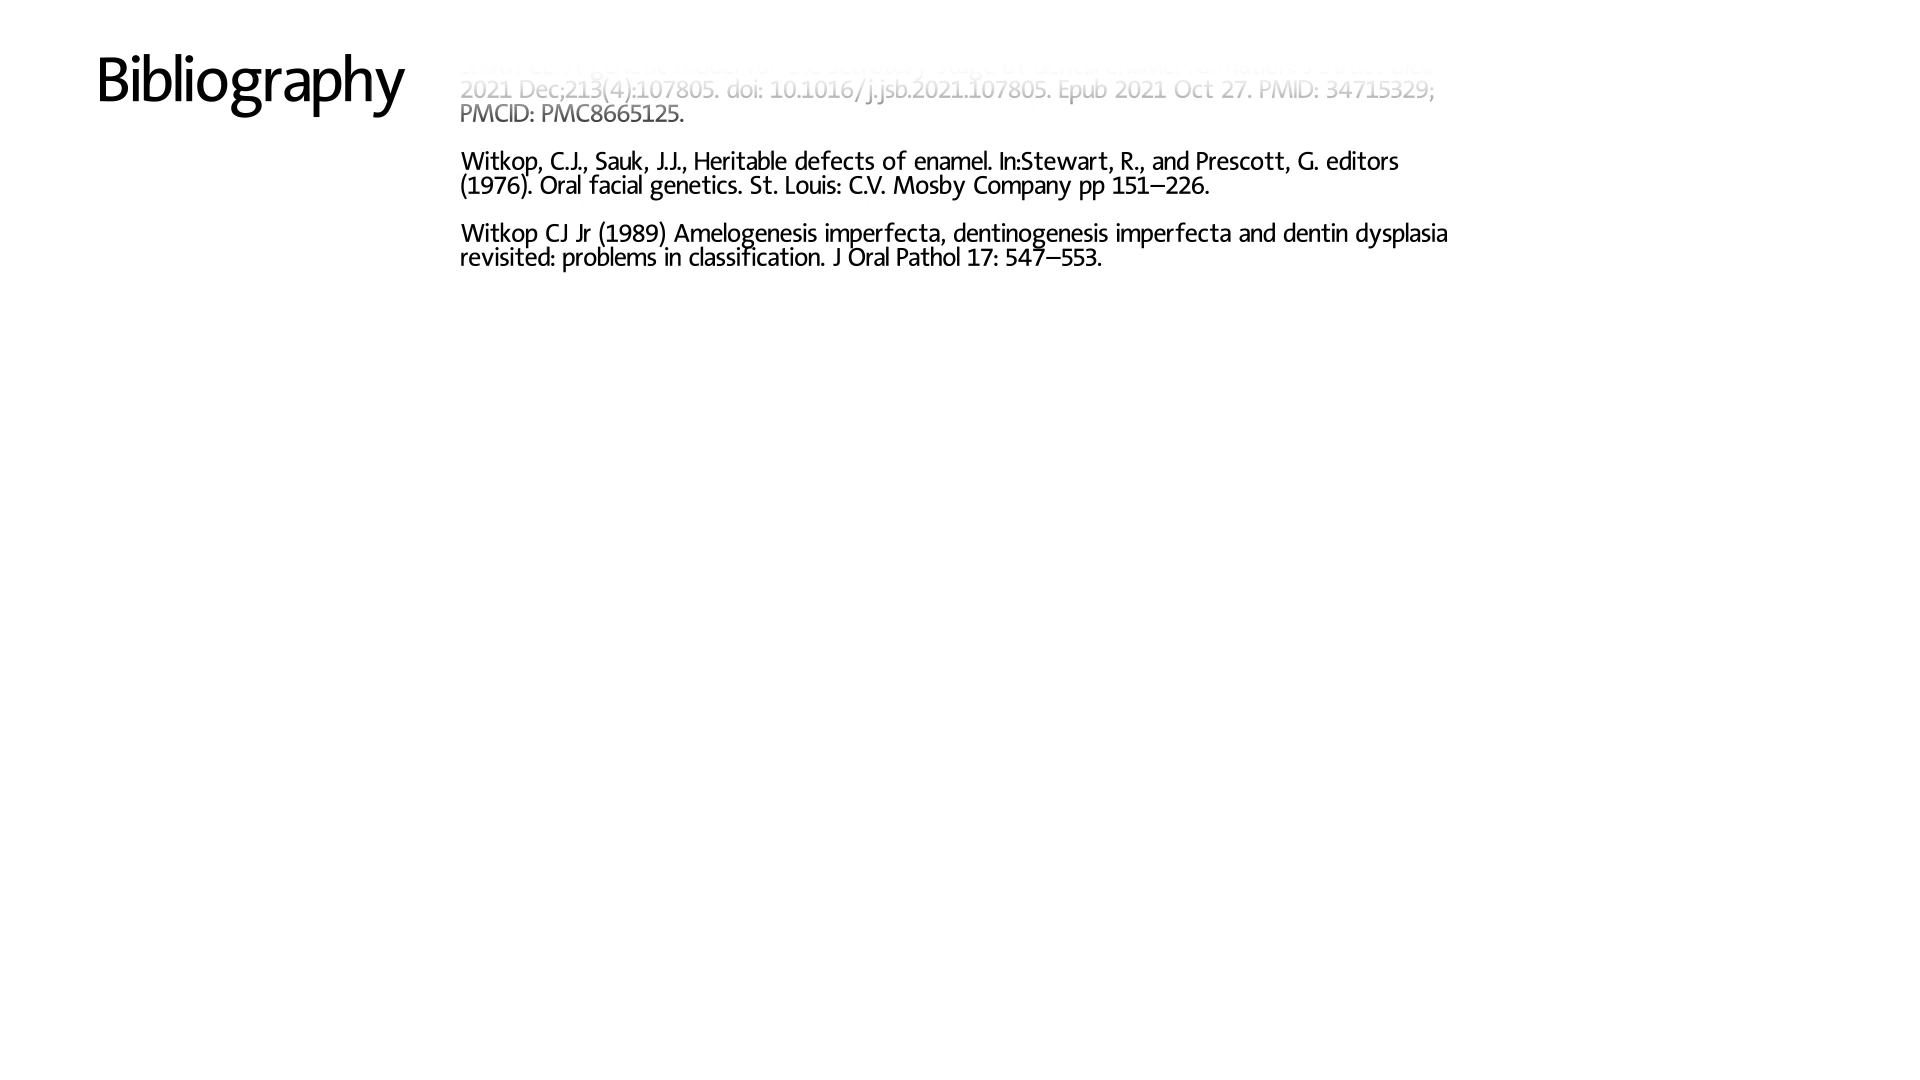 Bibliography
2021 Dec;213(4):107805. doi: 10.1016/j.jsb.2021.107805. Epub 2021 Oct 27. PMID: 34715329;
PMCID: PMC8665125.
Witkop, C.J., Sauk, J.J., Heritable defects of enamel. In:Stewart, R., and Prescott, G. editors
(1976). Oral facial genetics. St. Louis: C.V. Mosby Company pp 151–226.
Witkop CJ Jr (1989) Amelogenesis imperfecta, dentinogenesis imperfecta and dentin dysplasia
revisited: problems in classification. J Oral Pathol 17: 547–553.